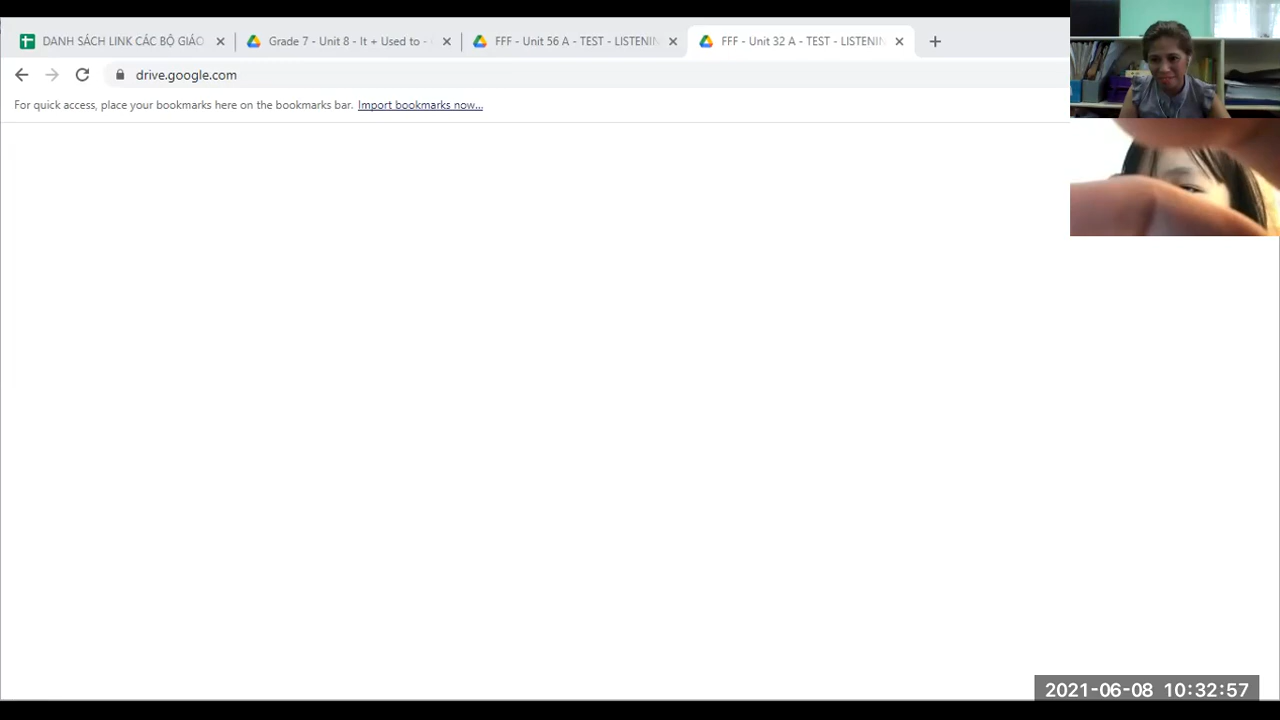 DANH SÁCH LINK CÁC BỘ GIÁO
Grade 7 - Unit 8 - It + Used to -
FFF - Unit 56 A - TEST - LISTENIN
FFF - Unit 32 A - TEST - LISTENIN
drive.google.com
For quick access, place your bookmarks here on the bookmarks bar. Import bookmarks now...
2021-06-08 10:32:57